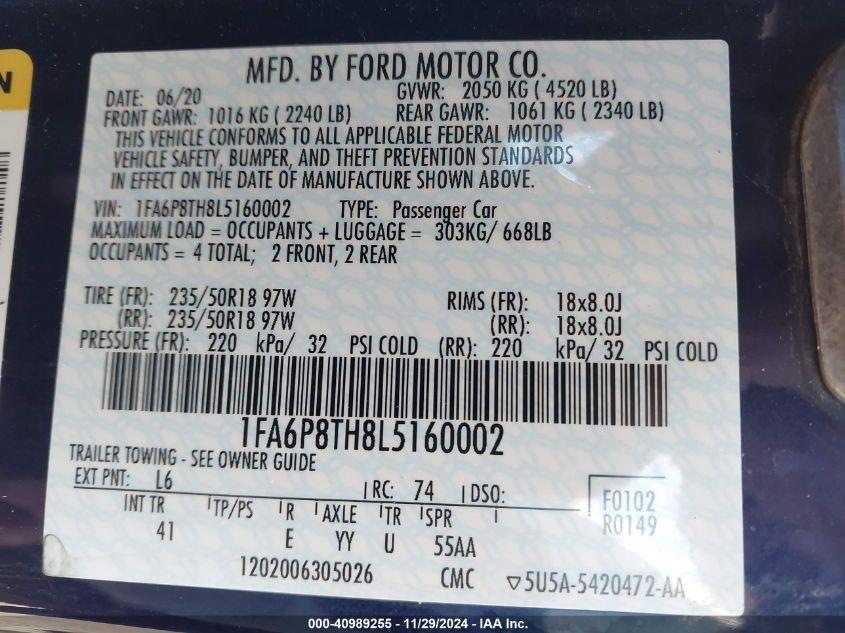 N
MFD. BY FORD MOTOR CO.
DATE: 06/20 GVWR: 2050 KG ( 4520 LB)
FRONT GAWR: 1016 KG ( 2240 LB) REAR GAWR: 1061 KG ( 2340 LB)
THIS VEHICLE CONFORMS TO ALL APPLICABLE FEDERAL MOTOR
VEHICLE SAFETY, BUMPER, AND THEFT PREVENTION STANDARDS
IN EFFECT ON THE DATE OF MANUFACTURE SHOWN ABOVE.
VIN: 1FA6P8TH8L5160002 TYPE: Passenger Car
MAXIMUM LOAD = OCCUPANTS + LUGGAGE = 303KG/ 668LB
OCCUPANTS = 4 TOTAL; 2 FRONT, 2 REAR
TIRE (FR): 235/50R18 97W RIMS (FR): 18x8.0J
(RR): 235/50R18 97W (RR): 18x8.0J
PRESSURE (FR): 220 kPa/ 32 PSI COLD (RR): 220 kPa/ 32 PSI COLD
1FA6P8TH8L5160002
TRAILER TOWING - SEE OWNER GUIDE
EXT PNT: L6 RC: 74 DSO: F0102
INT TR TP/PS R AXLE TR SPR R0149
41 E YY U 55AA
1202006305026 CMC ▽5U5A-5420472-AA
000-40989255 - 11/29/2024 - IAA Inc.